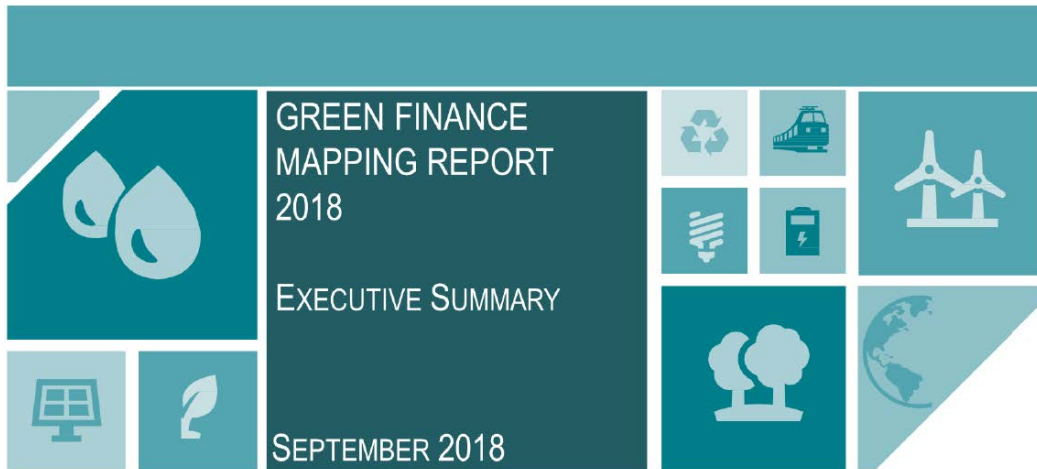 GREEN FINANCE
MAPPING REPORT
2018
EXECUTIVE SUMMARY
SEPTEMBER 2018